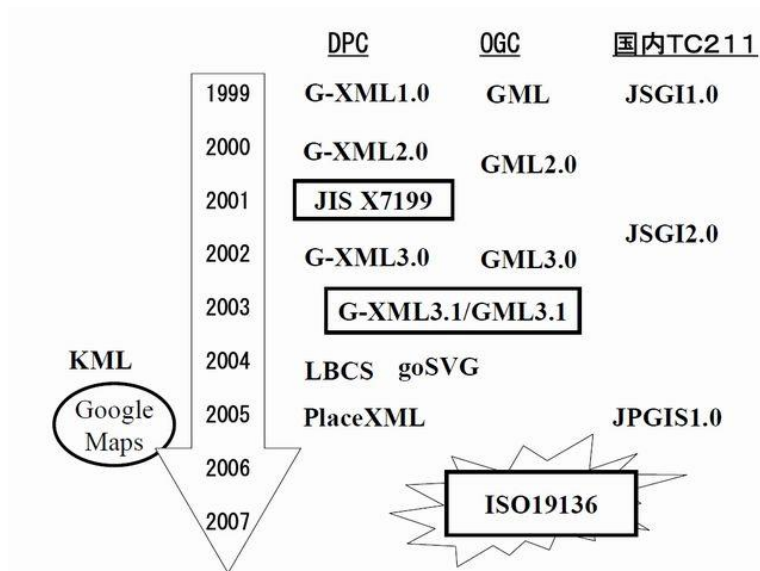 DPC OGC 国内TC211
1999 G-XML1.0 GML JSGI1.0
2000 G-XML2.0 GML2.0
2001 JIS X7199
JSGI2.0
2002 G-XML3.0 GML3.0
2003 G-XML3.1/GML3.1
KML 2004 LBCS goSVG
Google
Maps
2005 PlaceXML JPGIS1.0
2006
ISO19136
2007